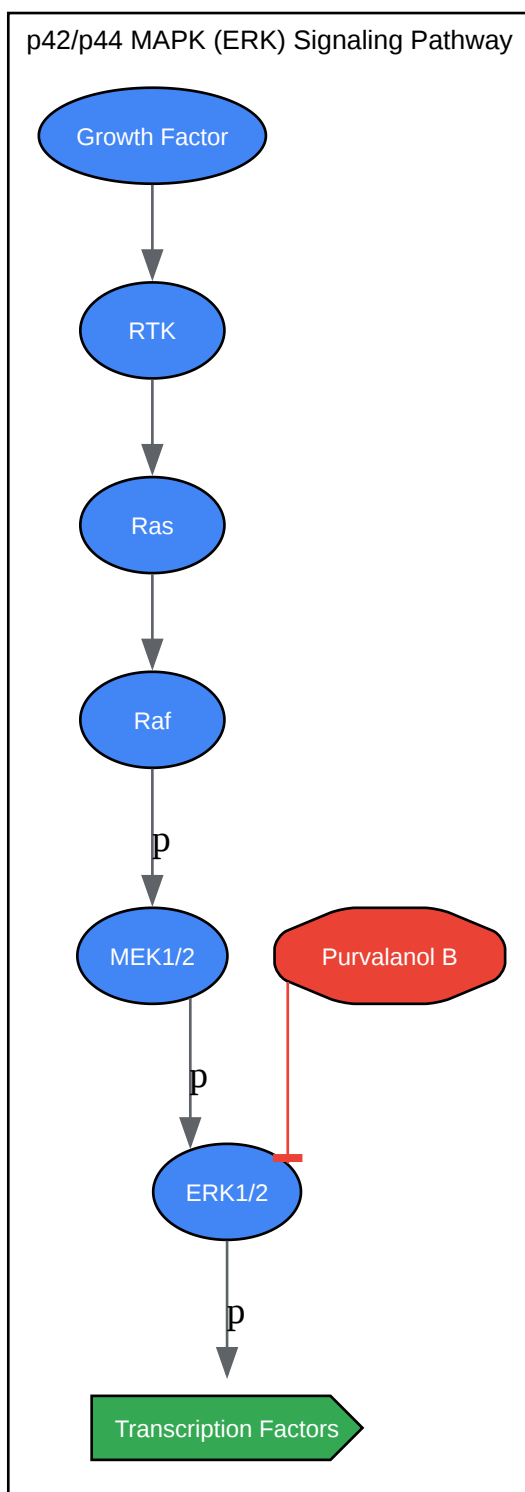 p42/p44 MAPK (ERK) Signaling Pathway
Growth Factor
RTK
Ras
Raf
p
MEK1/2
Purvalanol B
p
ERK1/2
p
Transcription Factors